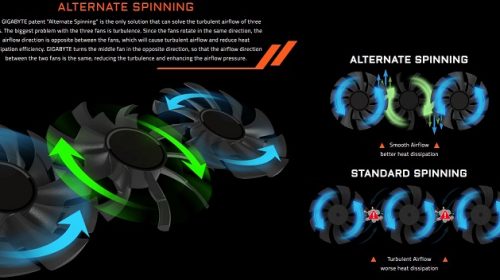 ALTERNATE SPINNING
GIGABYTE patent "Alternate Spinning" is the only solution that can solve the turbulent airflow of three
s. The biggest problem with the three fans is turbulence. Since the fans rotate in the same direction, the
airflow direction is opposite between the fans, which will cause turbulent airflow and reduce heat
sipation efficiency. GIGABYTE turns the middle fan in the opposite direction, so that the airflow direction
between the two fans is the same, reducing the turbulence and enhancing the airflow pressure.
ALTERNATE SPINNING
Smooth Airflow
better heat dissipation
STANDARD SPINNING
Turbulent Airflow
worse heat dissipation